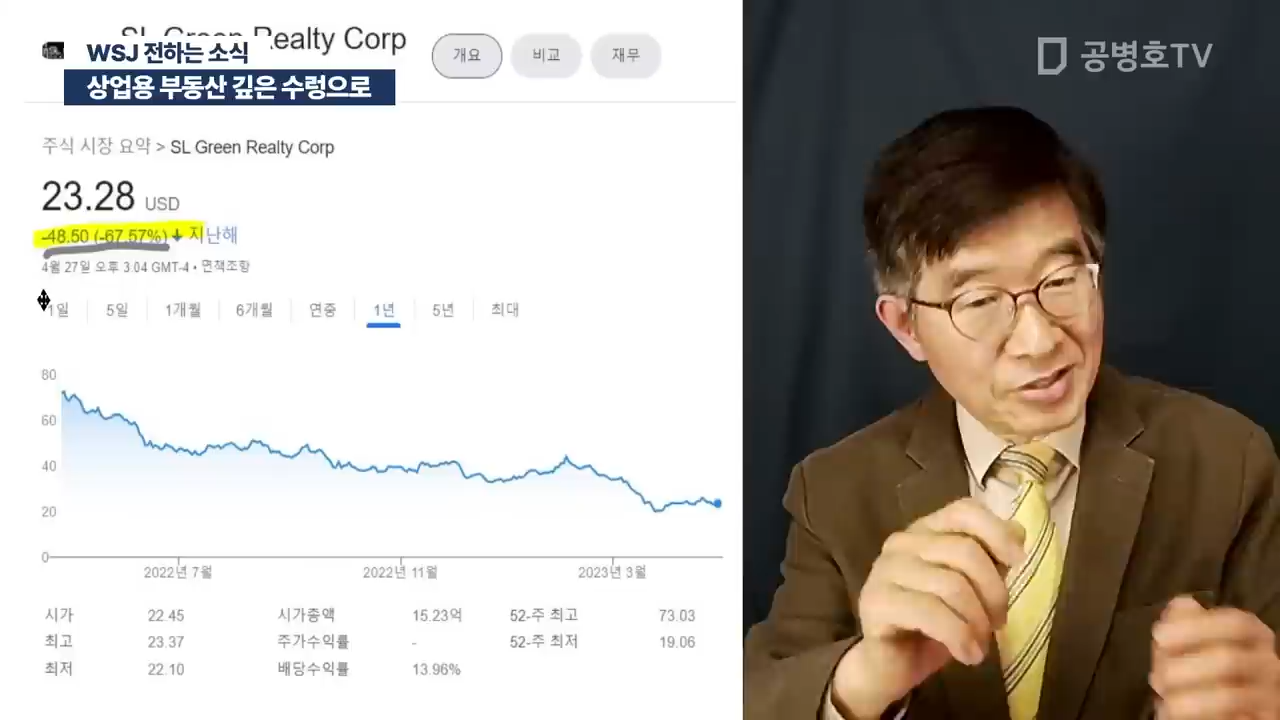 SL Green Realty Corp
WSJ 전하는 소식
상업용 부동산 깊은 수렁으로
개요 비교 재무
공병호TV
주식 시장 요약 > SL Green Realty Corp
23.28 USD
-48.50 (-67.57%) ↓ 지난해
4월 27일 오후 3:04 GMT-4 • 면책조항
1일 5일 1개월 6개월 연중 1년 5년 최대
80
60
40
20
0
2022년 7월 2022년 11월 2023년 3월
시가 22.45 시가총액 15.23억 52-주 최고 73.03
최고 23.37 주가수익률 - 52-주 최저 19.06
최저 22.10 배당수익률 13.96%